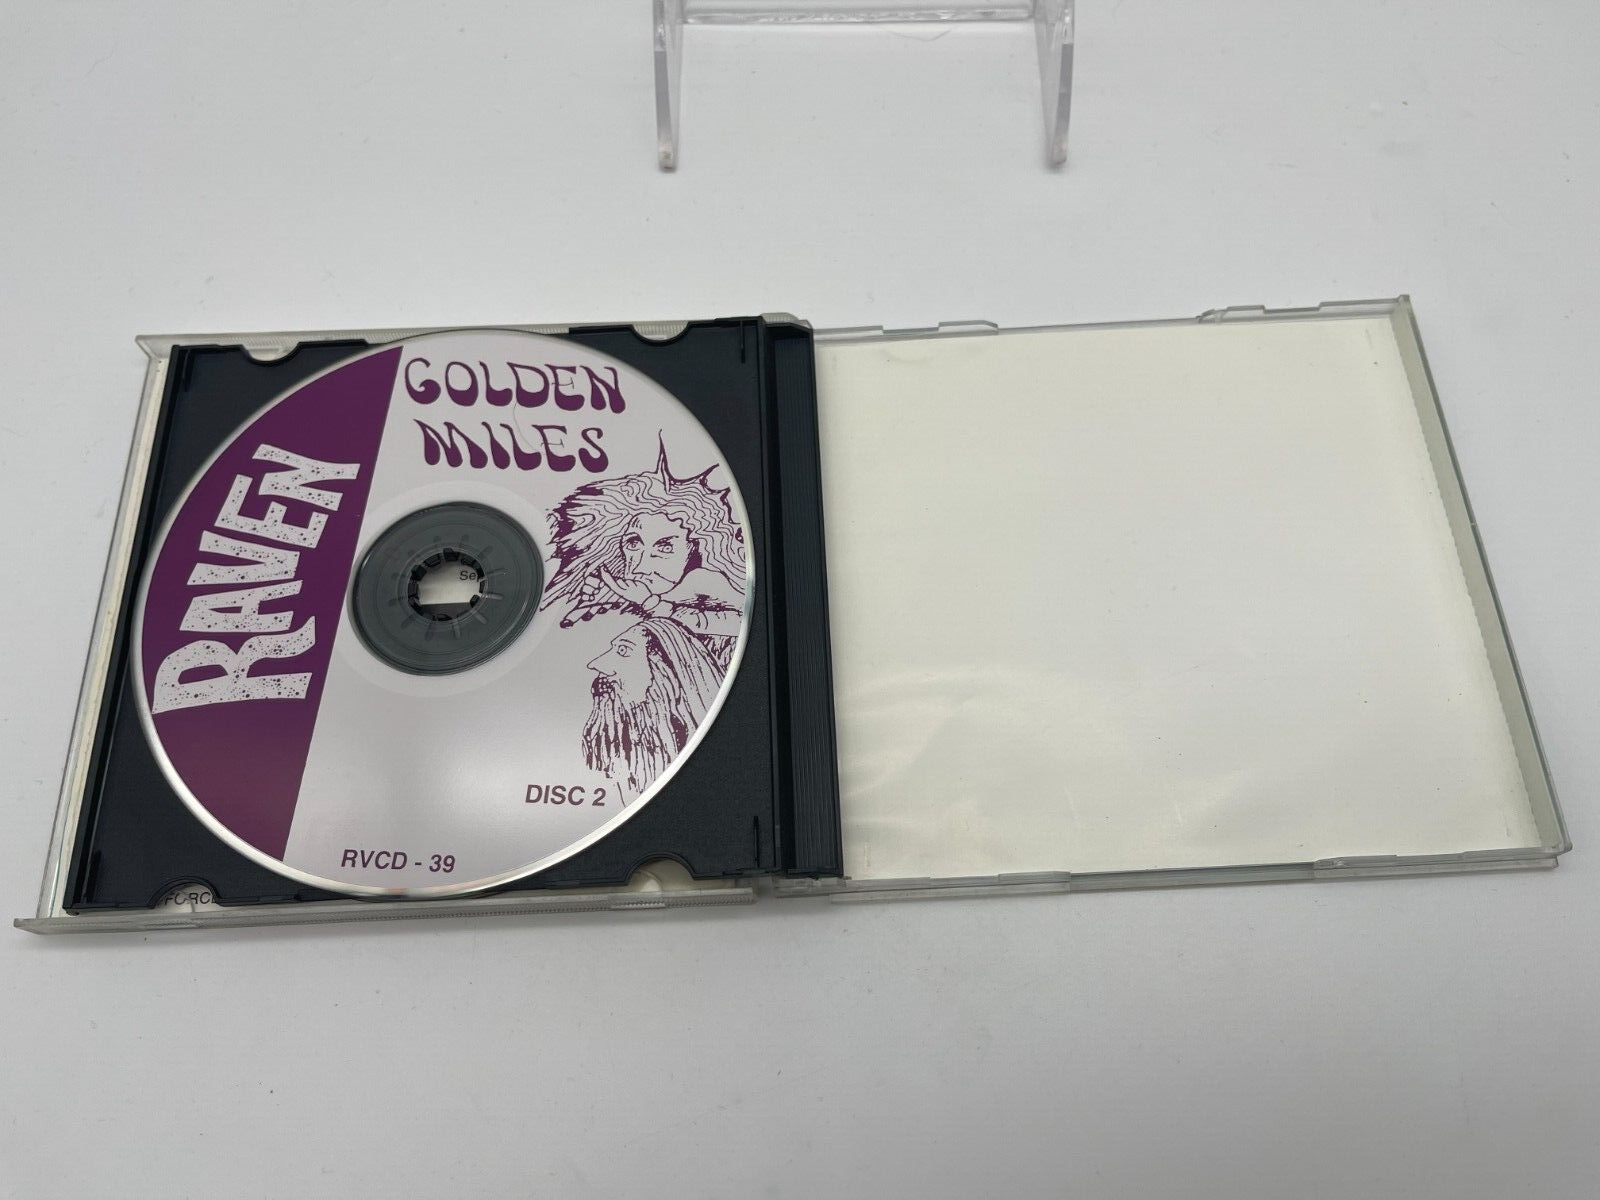 GOLDEN
MILES
RAVEN
DISC 2
RVCD - 39